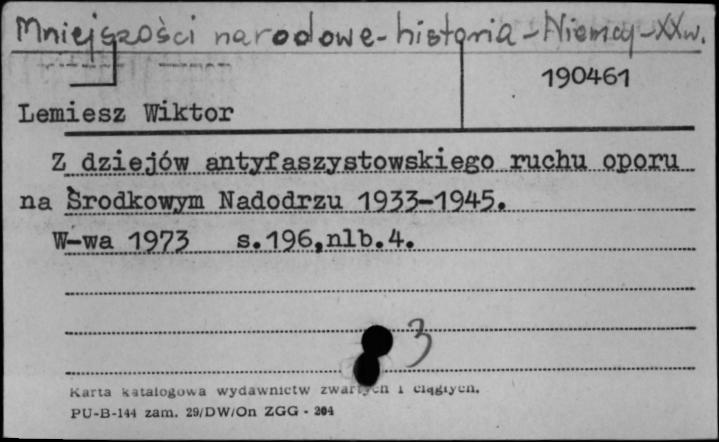 Mniejszości narodowe-historia-Niemcy-XXw.
190461
Lemiesz Wiktor
Z dziejów antyfaszystowskiego ruchu oporu
na Środkowym Nadodrzu 1933-1945.
W-wa 1973 s.196,nlb.4.
3
Karta katalogowa wydawnictw zwartych i ciągłych.
PU-B-144 zam. 29/DW/On ZGG - 204